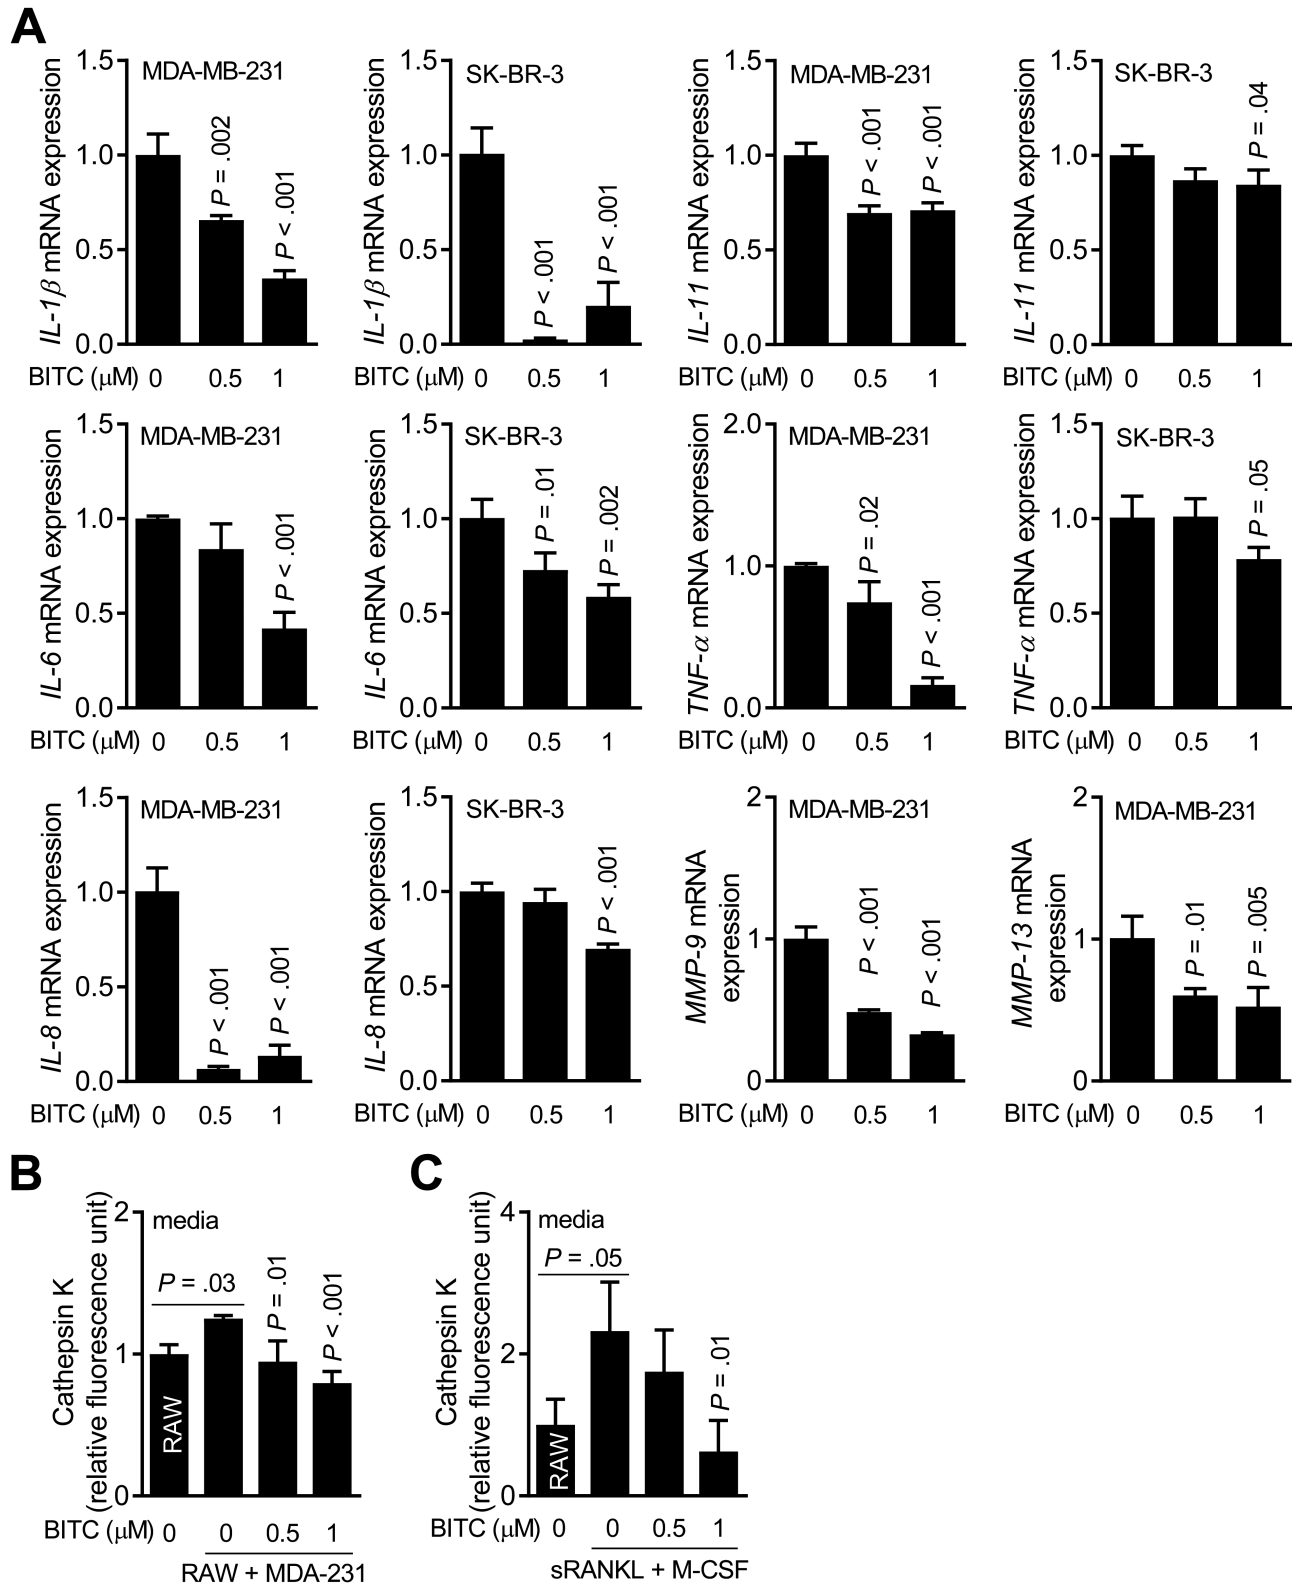 A
MDA-MB-231
IL-1β mRNA expression
1.5
1.0
0.5
0.0
P = .002
P < .001
BITC (μM) 0 0.5 1
SK-BR-3
IL-1β mRNA expression
1.5
1.0
0.5
0.0
P < .001
P < .001
BITC (μM) 0 0.5 1
MDA-MB-231
IL-11 mRNA expression
1.5
1.0
0.5
0.0
P < .001
P < .001
BITC (μM) 0 0.5 1
SK-BR-3
IL-11 mRNA expression
1.5
1.0
0.5
0.0
P = .04
BITC (μM) 0 0.5 1
MDA-MB-231
IL-6 mRNA expression
1.5
1.0
0.5
0.0
P < .001
BITC (μM) 0 0.5 1
SK-BR-3
IL-6 mRNA expression
1.5
1.0
0.5
0.0
P = .01
P = .002
BITC (μM) 0 0.5 1
MDA-MB-231
TNF-α mRNA expression
2.0
1.0
0.0
P = .02
P < .001
BITC (μM) 0 0.5 1
SK-BR-3
TNF-α mRNA expression
1.5
1.0
0.5
0.0
P = .05
BITC (μM) 0 0.5 1
MDA-MB-231
IL-8 mRNA expression
1.5
1.0
0.5
0.0
P < .001
P < .001
BITC (μM) 0 0.5 1
SK-BR-3
IL-8 mRNA expression
1.5
1.0
0.5
0.0
P < .001
BITC (μM) 0 0.5 1
MDA-MB-231
MMP-9 mRNA
expression
2
1
0
P < .001
P < .001
BITC (μM) 0 0.5 1
MDA-MB-231
MMP-13 mRNA
expression
2
1
0
P = .01
P = .005
BITC (μM) 0 0.5 1
B
media
Cathepsin K
(relative fluorescence unit)
2
1
0
P = .03
P = .01
P < .001
RAW
BITC (μM) 0 0 0.5 1
RAW + MDA-231
C
media
Cathepsin K
(relative fluorescence unit)
4
2
0
P = .05
P = .01
RAW
BITC (μM) 0 0 0.5 1
sRANKL + M-CSF